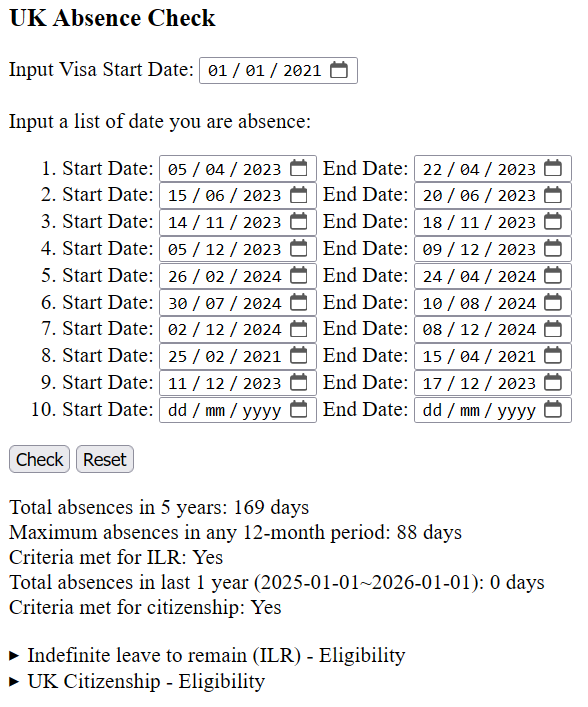 UK Absence Check
Input Visa Start Date: 01 / 01 / 2021
Input a list of date you are absence:
1. Start Date: 05 / 04 / 2023 End Date: 22 / 04 / 2023
2. Start Date: 15 / 06 / 2023 End Date: 20 / 06 / 2023
3. Start Date: 14 / 11 / 2023 End Date: 18 / 11 / 2023
4. Start Date: 05 / 12 / 2023 End Date: 09 / 12 / 2023
5. Start Date: 26 / 02 / 2024 End Date: 24 / 04 / 2024
6. Start Date: 30 / 07 / 2024 End Date: 10 / 08 / 2024
7. Start Date: 02 / 12 / 2024 End Date: 08 / 12 / 2024
8. Start Date: 25 / 02 / 2021 End Date: 15 / 04 / 2021
9. Start Date: 11 / 12 / 2023 End Date: 17 / 12 / 2023
10. Start Date: dd / mm / yyyy End Date: dd / mm / yyyy
Check Reset
Total absences in 5 years: 169 days
Maximum absences in any 12-month period: 88 days
Criteria met for ILR: Yes
Total absences in last 1 year (2025-01-01~2026-01-01): 0 days
Criteria met for citizenship: Yes
▸ Indefinite leave to remain (ILR) - Eligibility
▸ UK Citizenship - Eligibility